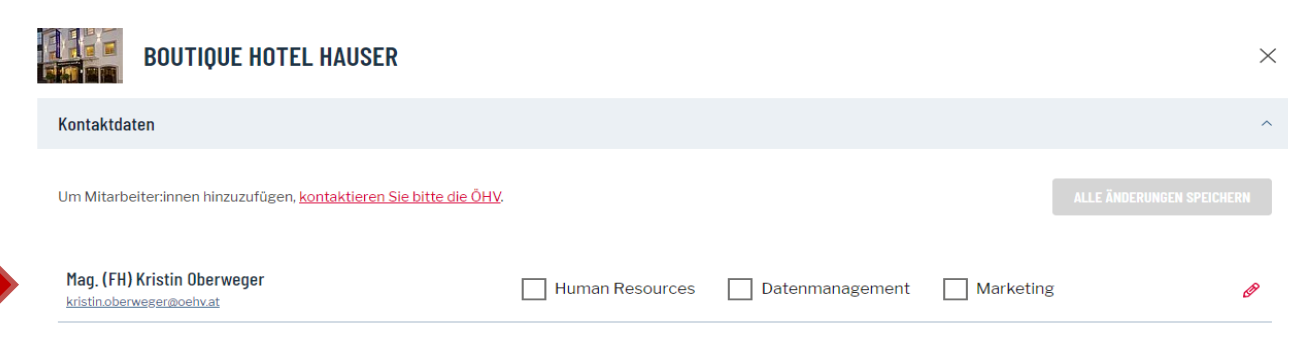 BOUTIQUE HOTEL HAUSER
Kontaktdaten
Um Mitarbeiter:innen hinzuzufügen, kontaktieren Sie bitte die ÖHV.
ALLE ÄNDERUNGEN SPEICHERN
Mag. (FH) Kristin Oberweger
kristin.oberweger@oehv.at
Human Resources Datenmanagement Marketing